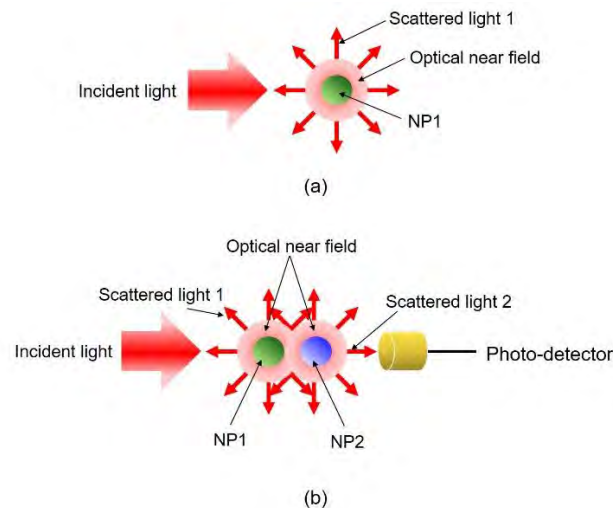 Scattered light 1
Optical near field
Incident light
NP1
(a)
Optical near field
Scattered light 1
Scattered light 2
Incident light
Photo-detector
NP1
NP2
(b)